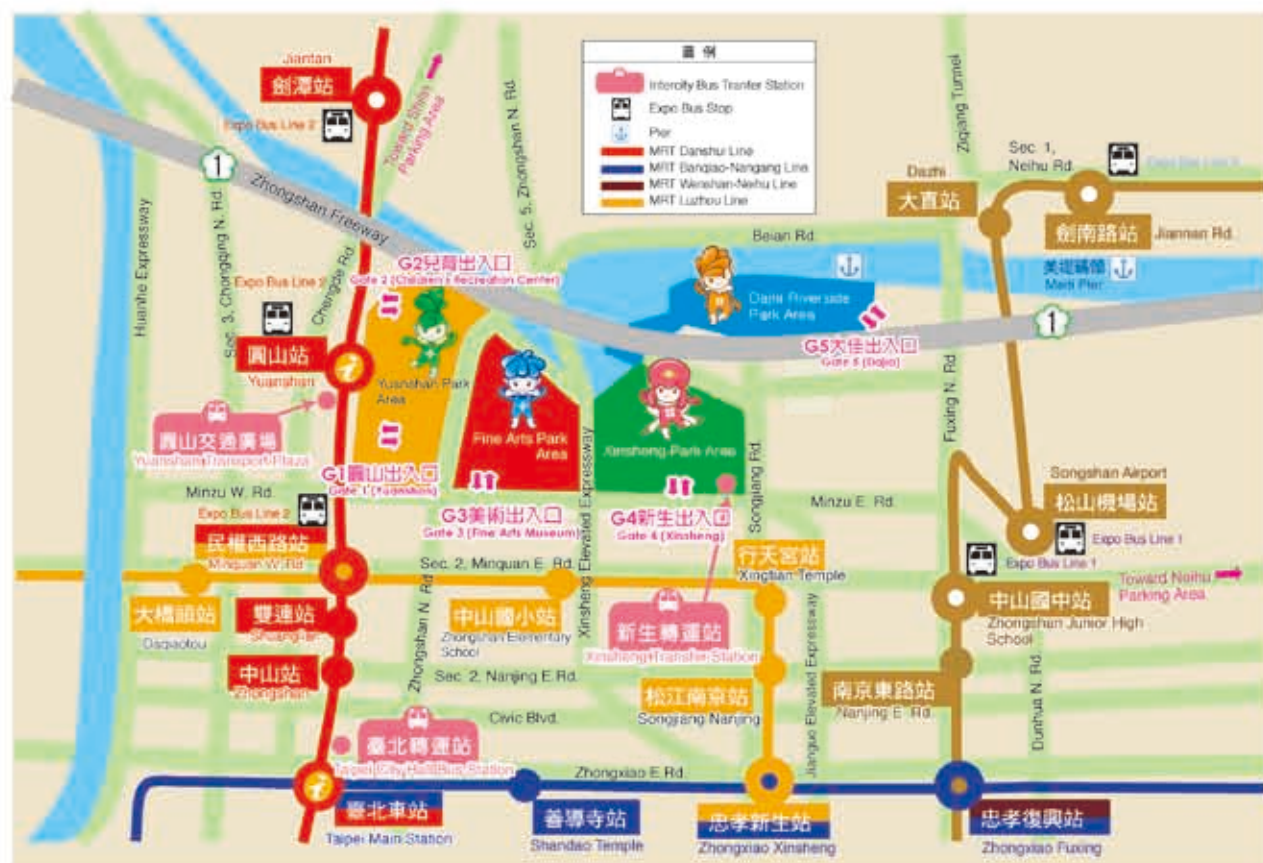 圖例
Intercity Bus Tranfer Station
Expo Bus Stop
Pier
MRT Danshui Line
MRT Banqiao-Nangang Line
MRT Wenshan-Neihu Line
MRT Luzhou Line
Jiantan
劍潭站
Expo Bus Line 2
Toward Shilin
Parking Area
Sec. 5, Zhongshan N. Rd.
Ziqiang Tunnel
Sec. 1,
Neihu Rd.
Dazhi
大直站
劍南路站
Jiannan Rd.
1
Zhongshan Freeway
Huanhe Expressway
Sec. 3, Chongqing N. Rd.
Chengde Rd.
Beian Rd.
美堤碼頭
Meiti Pier
1
G2兒育出入口
Gate 2 (Children's Recreation Center)
Expo Bus Line 2
圓山站
Yuanshan
Yuanshan Park
Area
Fine Arts Park
Area
Xinsheng Park Area
Dajia Riverside
Park Area
G5大佳出入口
Gate 5 (Dajia)
Fuxing N. Rd.
圓山交通廣場
Yuanshan Transport Plaza
G1圓山出入口
Gate 1 (Yuanshan)
Minzu W. Rd.
G3美術出入口
Gate 3 (Fine Arts Museum)
Xinsheng Elevated Expressway
G4新生出入口
Gate 4 (Xinsheng)
Songjiang Rd.
Minzu E. Rd.
Songshan Airport
松山機場站
Expo Bus Line 1
Expo Bus Line 2
民權西路站
Minquan W. Rd
Sec. 2, Minquan E. Rd.
行天宮站
Xingtian Temple
Expo Bus Line 1
Toward Neihu
Parking Area
大橋頭站
Daqiaotou
雙連站
Shuanglian
Zhongshan N. Rd.
中山國小站
Zhongshan Elementary
School
新生轉運站
Xinsheng Transfer Station
中山國中站
Zhongshan Junior High
School
中山站
Zhongshan
Sec. 2, Nanjing E.Rd.
松江南京站
Songjiang Nanjing
Jianguo Elevated Expressway
南京東路站
Nanjing E. Rd.
Dunhua N. Rd.
Civic Blvd.
臺北轉運站
Taipei City Hall Bus Station
Zhongxiao E.Rd.
臺北車站
Taipei Main Station
善導寺站
Shandao Temple
忠孝新生站
Zhongxiao Xinsheng
忠孝復興站
Zhongxiao Fuxing